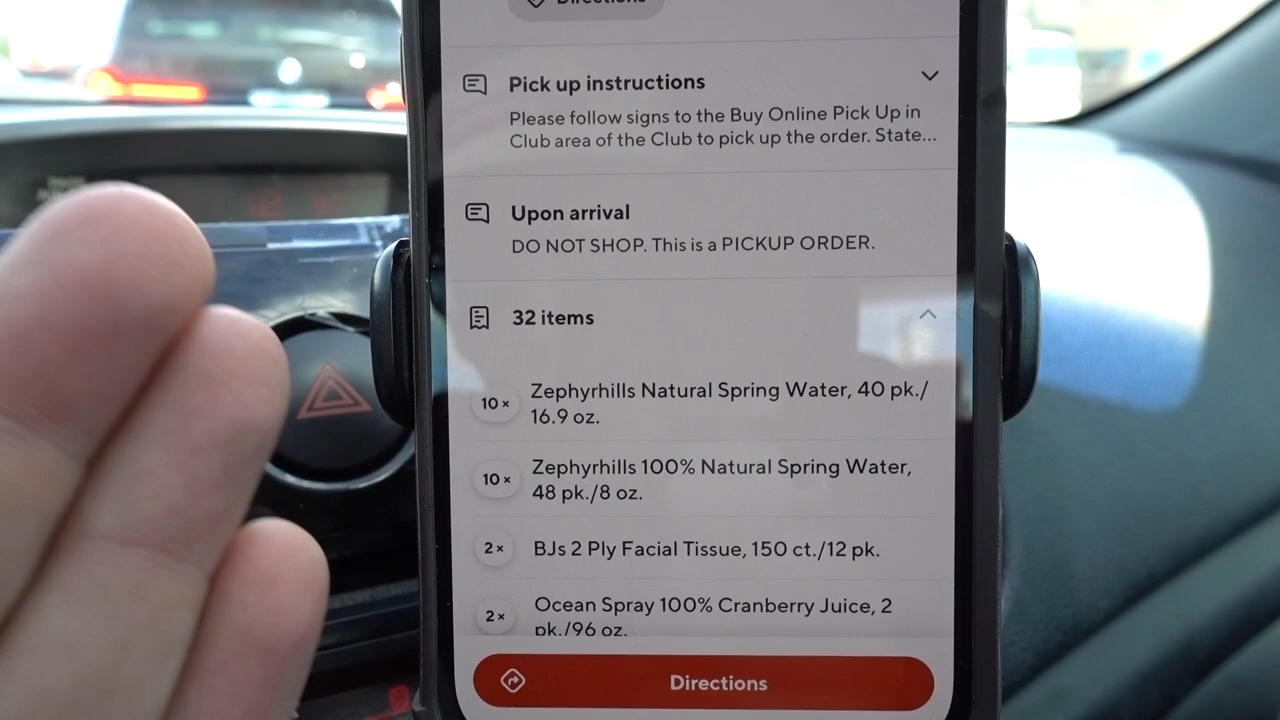 Directions
Pick up instructions
Please follow signs to the Buy Online Pick Up in
Club area of the Club to pick up the order. State...
Upon arrival
DO NOT SHOP. This is a PICKUP ORDER.
32 items
10 × Zephyrhills Natural Spring Water, 40 pk./
16.9 oz.
10 × Zephyrhills 100% Natural Spring Water,
48 pk./8 oz.
2 × BJs 2 Ply Facial Tissue, 150 ct./12 pk.
2 × Ocean Spray 100% Cranberry Juice, 2
pk./96 oz.
Directions